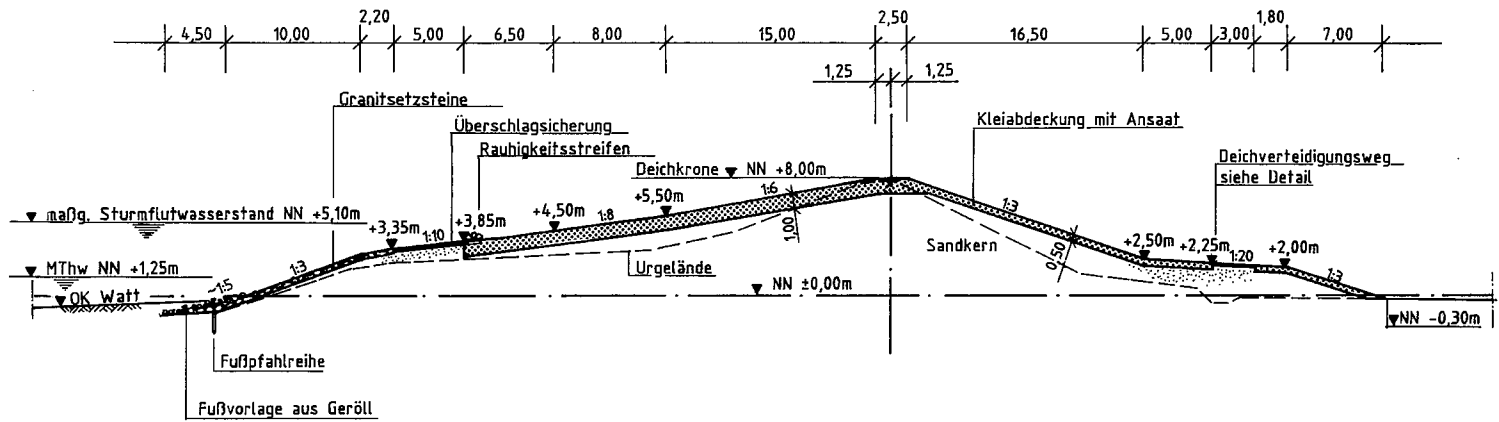 2,20 2,50 1,80
4,50 10,00 5,00 6,50 8,00 15,00 16,50 5,00 3,00 7,00
1,25 1,25
Granitsetzsteine
Überschlagsicherung
Rauhigkeitsstreifen
Kleiabdeckung mit Ansaat
Deichkrone NN +8,00m
Deichverteidigungsweg
siehe Detail
maßg. Sturmflutwasserstand NN +5,10m
+3,35m
1:10
+3,85m
+4,50m
1:8
+5,50m
1:6
1,00
1:3
Sandkern
0,50
+2,50m
+2,25m
1:20
+2,00m
1:3
MThw NN +1,25m
~1:5
1:3
Urgelände
OK Watt
NN ±0,00m
NN -0,30m
Fußpfahlreihe
Fußvorlage aus Geröll